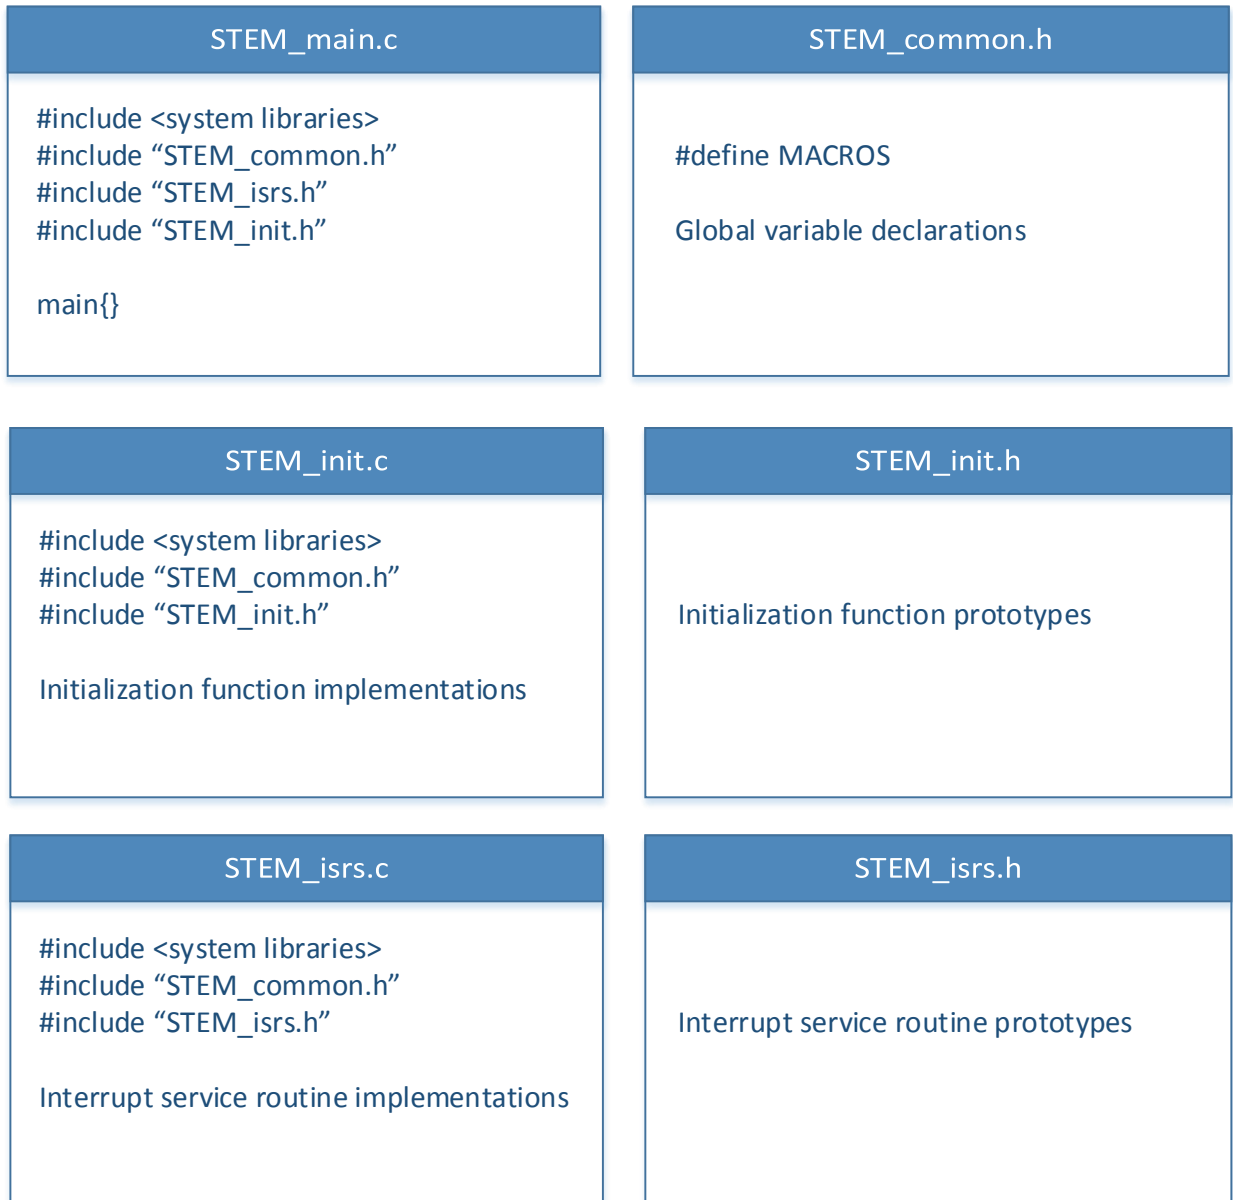 STEM_main.c
#include <system libraries>
#include “STEM_common.h”
#include “STEM_isrs.h”
#include “STEM_init.h”
main{}
STEM_common.h
#define MACROS
Global variable declarations
STEM_init.c
#include <system libraries>
#include “STEM_common.h”
#include “STEM_init.h”
Initialization function implementations
STEM_init.h
Initialization function prototypes
STEM_isrs.c
#include <system libraries>
#include “STEM_common.h”
#include “STEM_isrs.h”
Interrupt service routine implementations
STEM_isrs.h
Interrupt service routine prototypes